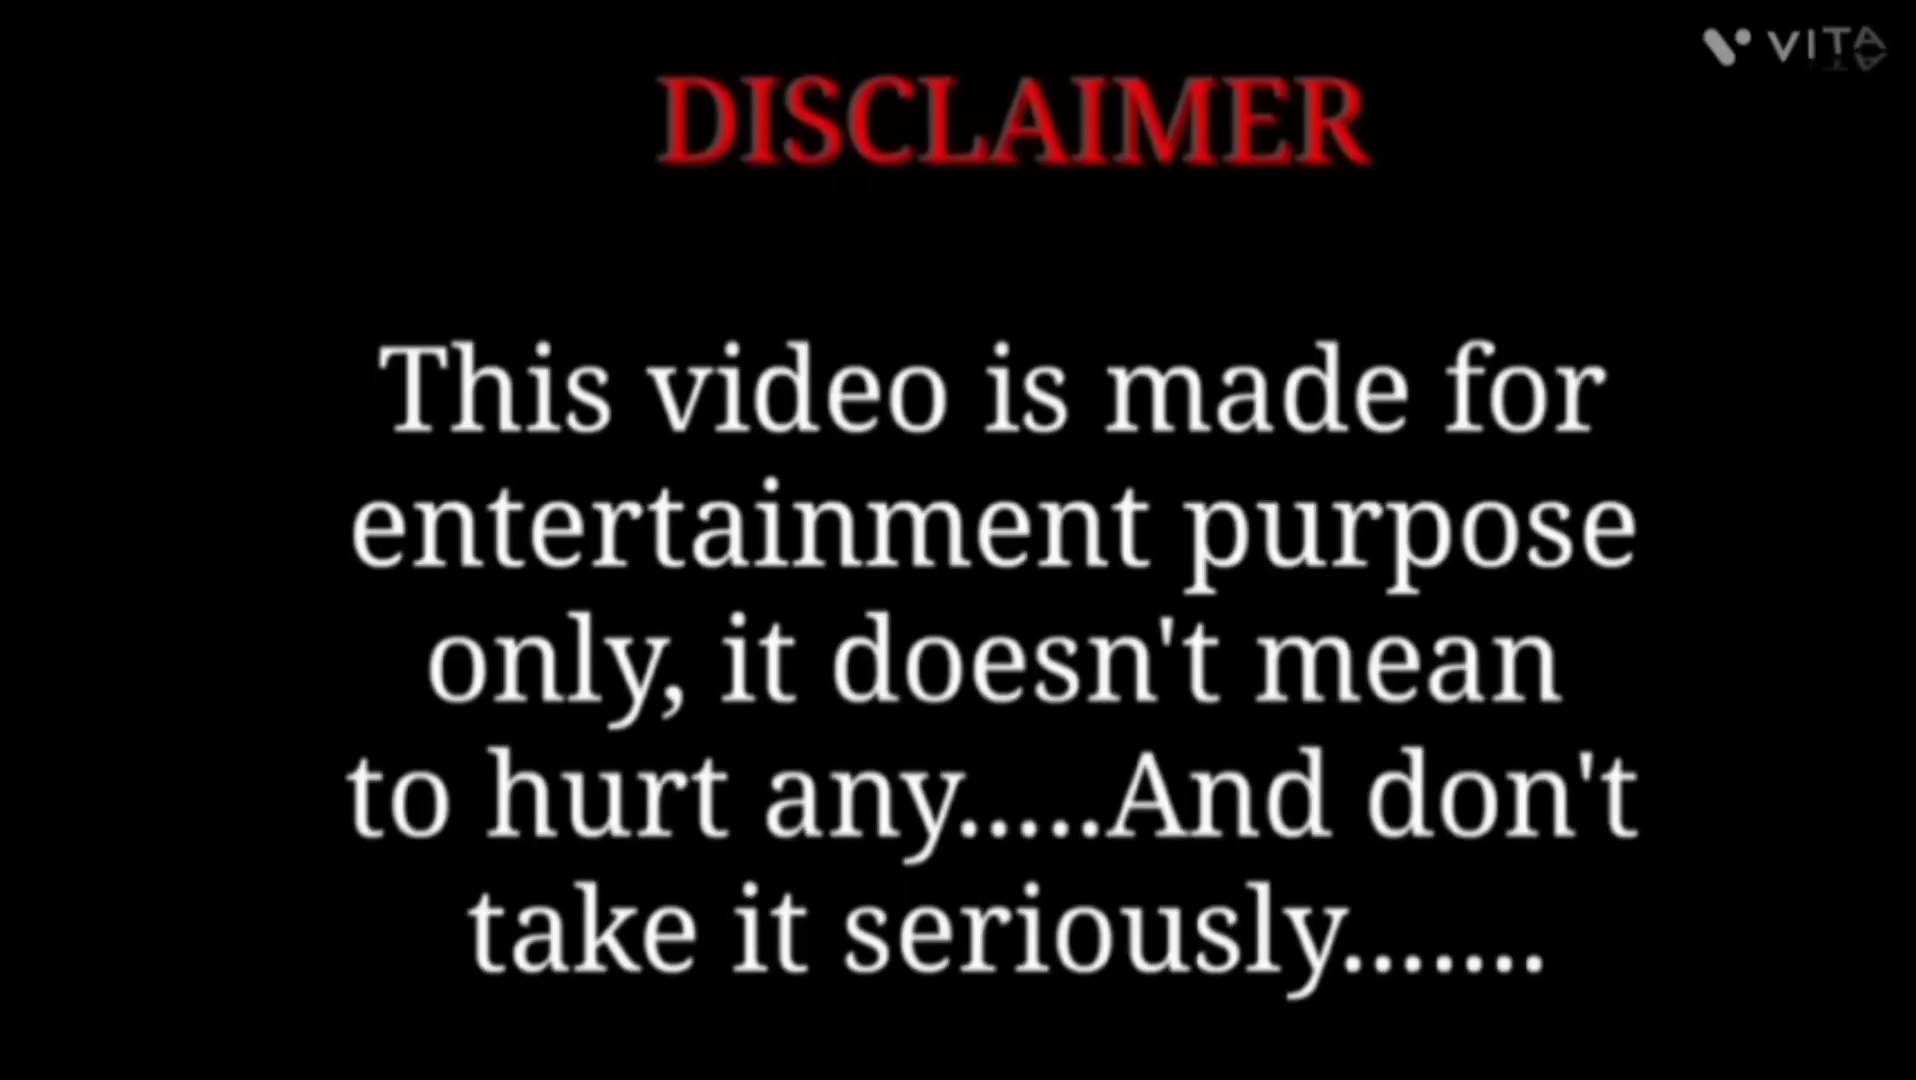 VITA
DISCLAIMER
This video is made for
entertainment purpose
only, it doesn't mean
to hurt any.....And don't
take it seriously.......